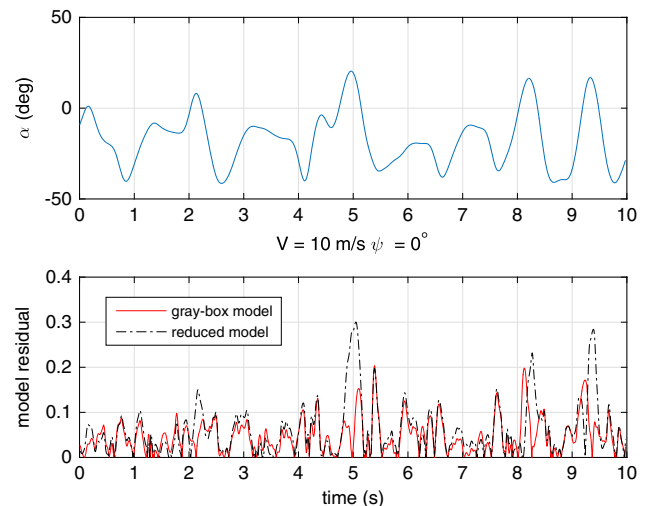 50
0
-50
α (deg)
0 1 2 3 4 5 6 7 8 9 10
V = 10 m/s ψ = 0°
0.4
0.3
0.2
0.1
0
model residual
gray-box model
reduced model
0 1 2 3 4 5 6 7 8 9 10
time (s)